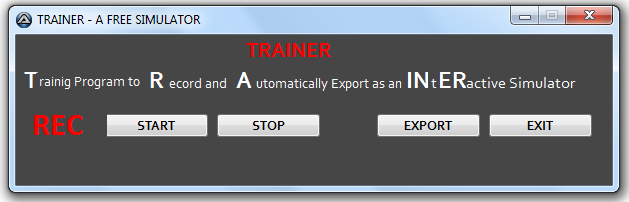 TRAINER - A FREE SIMULATOR
TRAINER
Trainig Program to Record and Automatically Export as an INtERactive Simulator
REC START STOP EXPORT EXIT